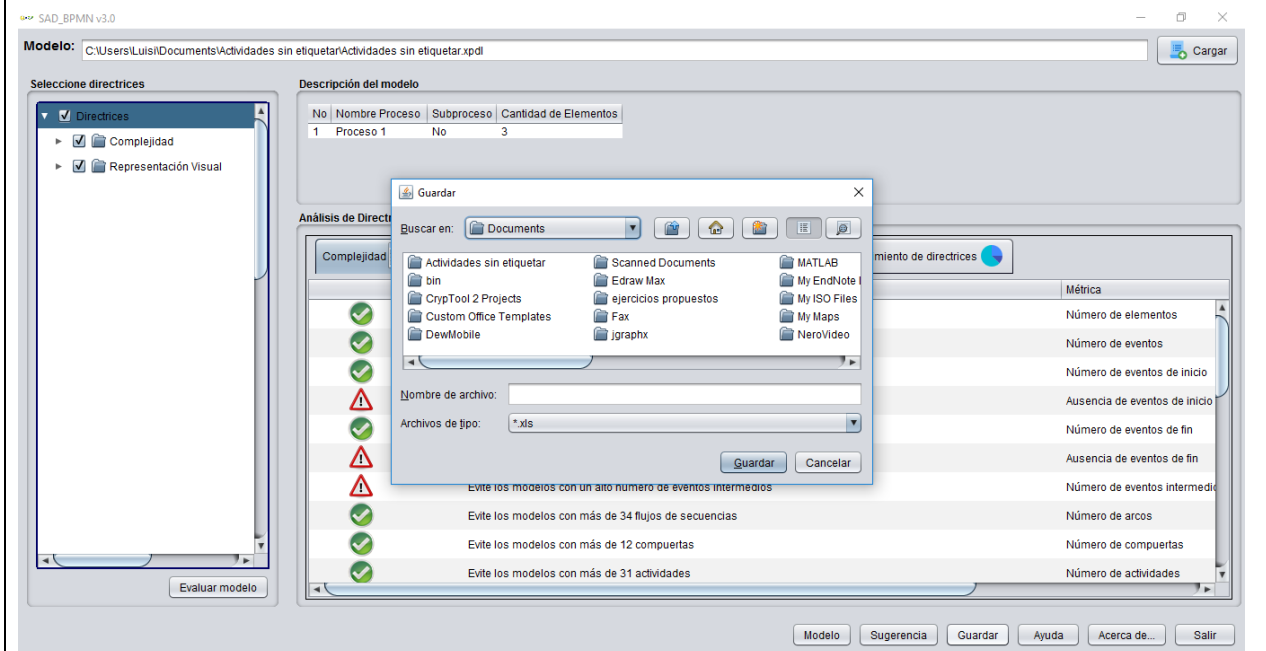 SAD_BPMN v3.0
Modelo: C:\Users\Luisi\Documents\Actividades sin etiquetar\Actividades sin etiquetar.xpdl Cargar
Seleccione directrices
Directrices
Complejidad
Representación Visual
Evaluar modelo
Descripción del modelo
No Nombre Proceso Subproceso Cantidad de Elementos
1 Proceso 1 No 3
Análisis de Direct
Complejidad
miento de directrices
Métrica
Número de elementos
Número de eventos
Número de eventos de inicio
Ausencia de eventos de inicio
Número de eventos de fin
Ausencia de eventos de fin
Evite los modelos con un alto número de eventos intermedios Número de eventos intermedio
Evite los modelos con más de 34 flujos de secuencias Número de arcos
Evite los modelos con más de 12 compuertas Número de compuertas
Evite los modelos con más de 31 actividades Número de actividades
Guardar
Buscar en: Documents
Actividades sin etiquetar Scanned Documents MATLAB
bin Edraw Max My EndNote
CrypTool 2 Projects ejercicios propuestos My ISO Files
Custom Office Templates Fax My Maps
DewMobile jgraphx NeroVideo
Nombre de archivo:
Archivos de tipo: *.xls
Guardar Cancelar
Modelo Sugerencia Guardar Ayuda Acerca de... Salir